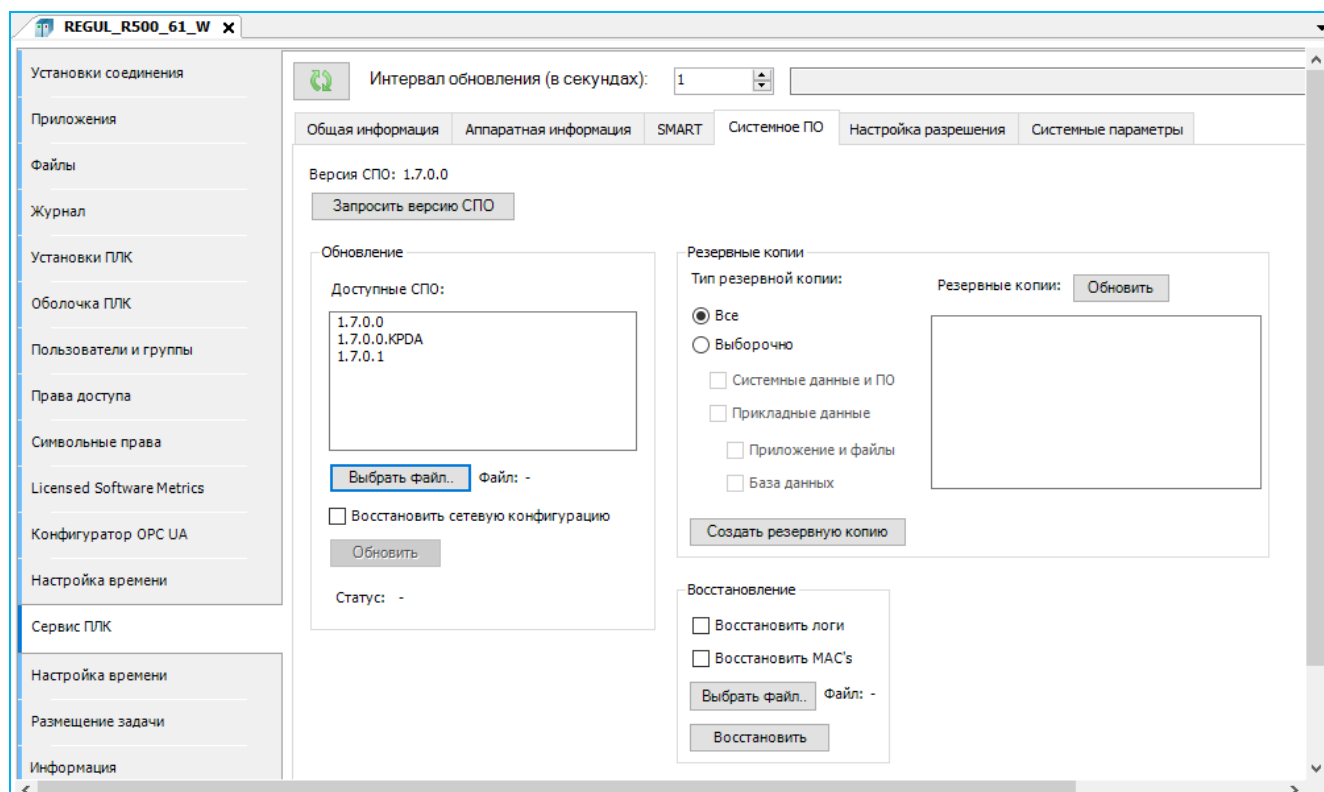 REGUL_R500_61_W
Установки соединения
Приложения
Файлы
Журнал
Установки ПЛК
Оболочка ПЛК
Пользователи и группы
Права доступа
Символьные права
Licensed Software Metrics
Конфигуратор OPC UA
Настройка времени
Сервис ПЛК
Настройка времени
Размещение задачи
Информация
Интервал обновления (в секундах): 1
Общая информация Аппаратная информация SMART Системное ПО Настройка разрешения Системные параметры
Версия СПО: 1.7.0.0
Запросить версию СПО
Обновление
Доступные СПО:
1.7.0.0
1.7.0.0.KPDA
1.7.0.1
Выбрать файл.. Файл: -
Восстановить сетевую конфигурацию
Обновить
Статус: -
Резервные копии
Тип резервной копии:
Все
Выборочно
Системные данные и ПО
Прикладные данные
Приложение и файлы
База данных
Резервные копии: Обновить
Создать резервную копию
Восстановление
Восстановить логи
Восстановить MAC's
Выбрать файл.. Файл: -
Восстановить